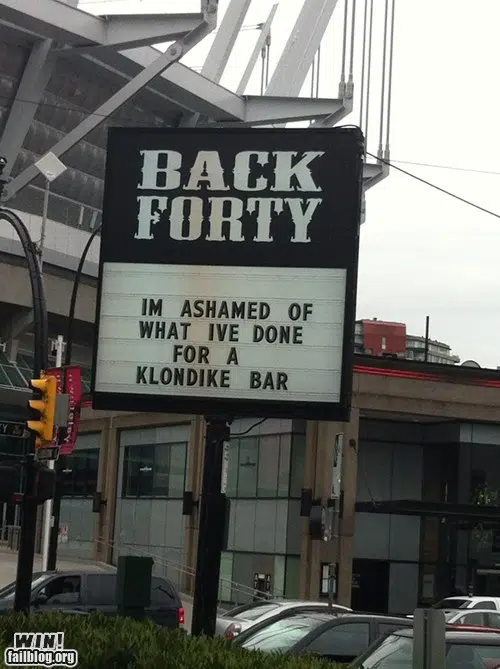 BACK
FORTY
IM ASHAMED OF
WHAT IVE DONE
FOR A
KLONDIKE BAR
WIN!
failblog.org